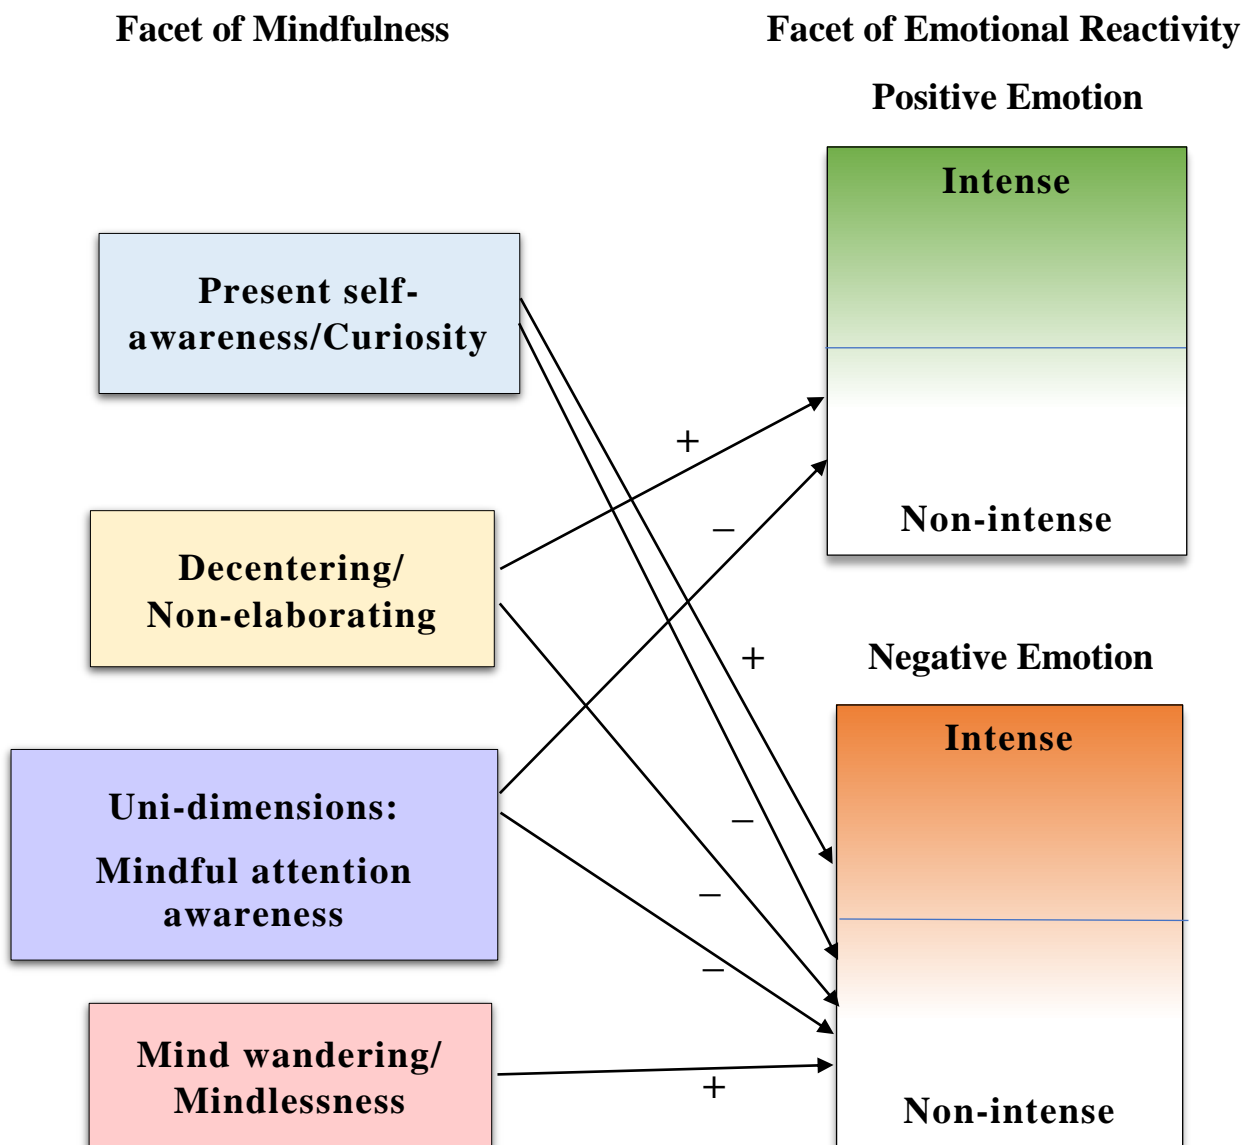 Facet of Mindfulness
Facet of Emotional Reactivity
Positive Emotion
Intense
Present self-
awareness/Curiosity
+
−
Non-intense
Decentering/
Non-elaborating
+
Negative Emotion
Intense
Uni-dimensions:
Mindful attention
awareness
−
−
−
Mind wandering/
Mindlessness
+
Non-intense